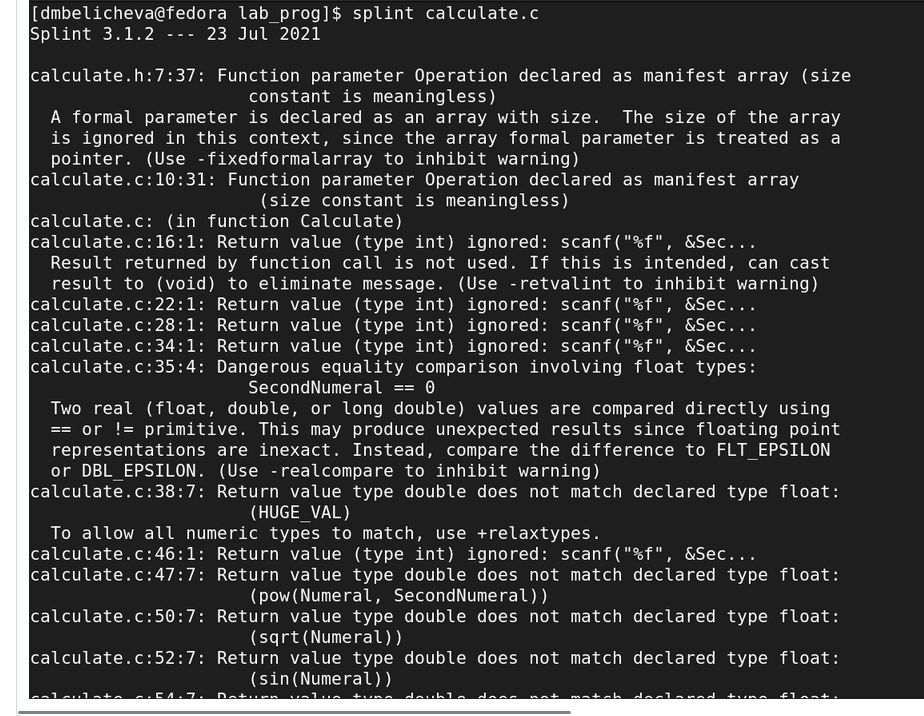 [dmbelicheva@fedora lab_prog]$ splint calculate.c
Splint 3.1.2 --- 23 Jul 2021
calculate.h:7:37: Function parameter Operation declared as manifest array (size
constant is meaningless)
A formal parameter is declared as an array with size.  The size of the array
is ignored in this context, since the array formal parameter is treated as a
pointer. (Use -fixedformalarray to inhibit warning)
calculate.c:10:31: Function parameter Operation declared as manifest array
(size constant is meaningless)
calculate.c: (in function Calculate)
calculate.c:16:1: Return value (type int) ignored: scanf("%f", &Sec...
Result returned by function call is not used. If this is intended, can cast
result to (void) to eliminate message. (Use -retvalint to inhibit warning)
calculate.c:22:1: Return value (type int) ignored: scanf("%f", &Sec...
calculate.c:28:1: Return value (type int) ignored: scanf("%f", &Sec...
calculate.c:34:1: Return value (type int) ignored: scanf("%f", &Sec...
calculate.c:35:4: Dangerous equality comparison involving float types:
SecondNumeral == 0
Two real (float, double, or long double) values are compared directly using
== or != primitive. This may produce unexpected results since floating point
representations are inexact. Instead, compare the difference to FLT_EPSILON
or DBL_EPSILON. (Use -realcompare to inhibit warning)
calculate.c:38:7: Return value type double does not match declared type float:
(HUGE_VAL)
To allow all numeric types to match, use +relaxtypes.
calculate.c:46:1: Return value (type int) ignored: scanf("%f", &Sec...
calculate.c:47:7: Return value type double does not match declared type float:
(pow(Numeral, SecondNumeral))
calculate.c:50:7: Return value type double does not match declared type float:
(sqrt(Numeral))
calculate.c:52:7: Return value type double does not match declared type float:
(sin(Numeral))
calculate.c:54:7: Return value type double does not match declared type float: